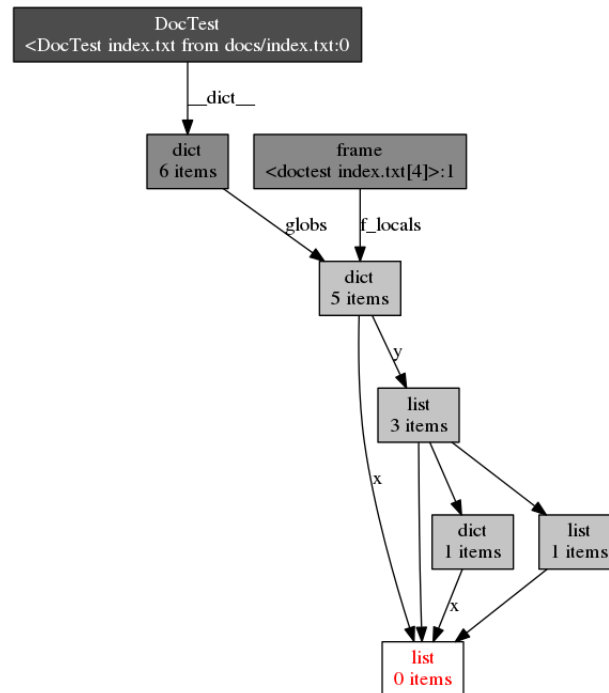 DocTest
<DocTest index.txt from docs/index.txt:0
__dict__
dict
6 items
frame
<doctest index.txt[4]>:1
globs
f_locals
dict
5 items
y
list
3 items
x
dict
1 items
list
1 items
x
list
0 items